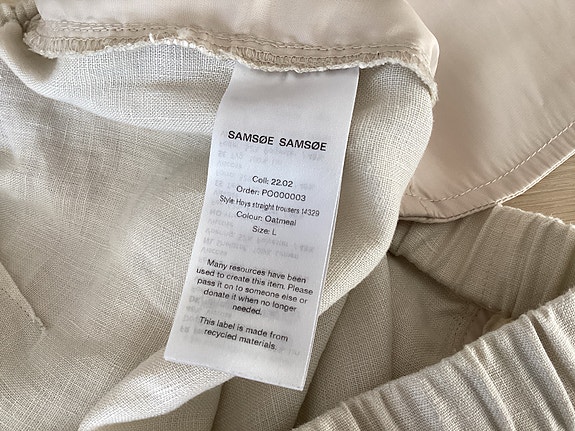 SAMSØE SAMSØE
Coll: 22.02
Order: PO000003
Style: Hoys straight trousers 14329
Colour: Oatmeal
Size: L
Many resources have been
used to create this item. Please
pass it on to someone else or
donate it when no longer
needed.
This label is made from
recycled materials.